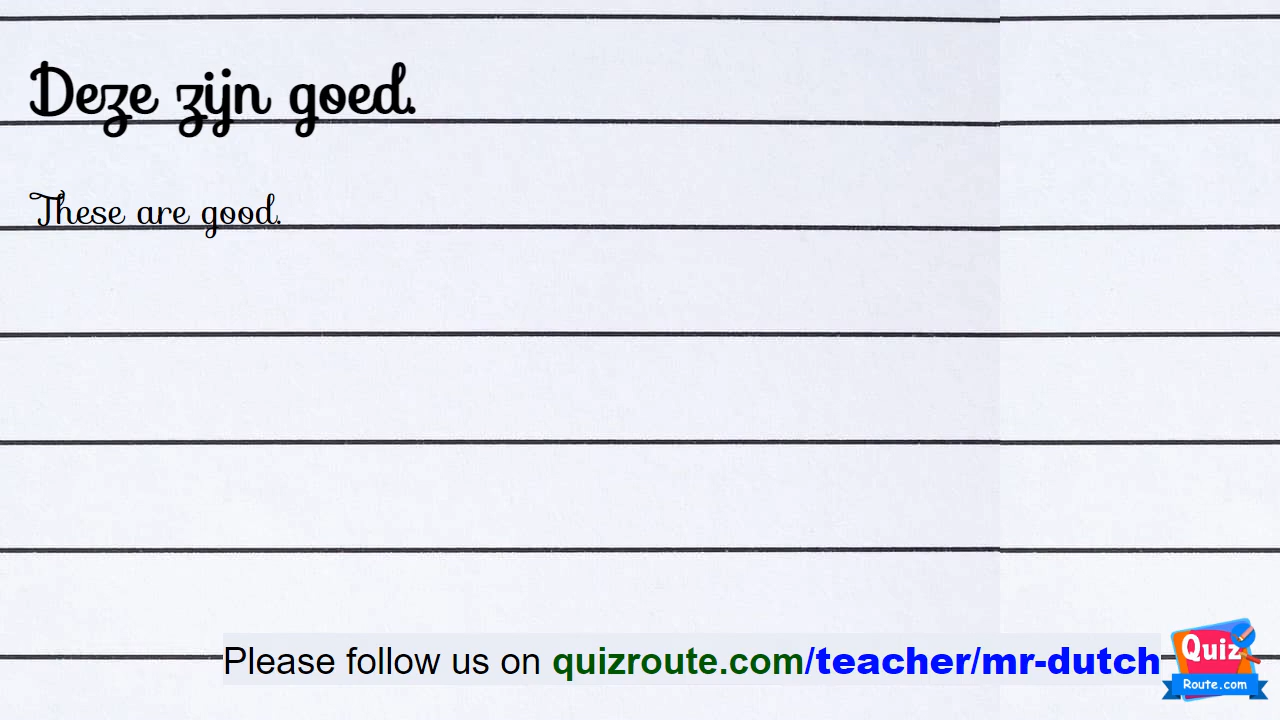 Deze zijn goed.
These are good.
Please follow us on quizroute.com/teacher/mr-dutch
Quiz
Route.com